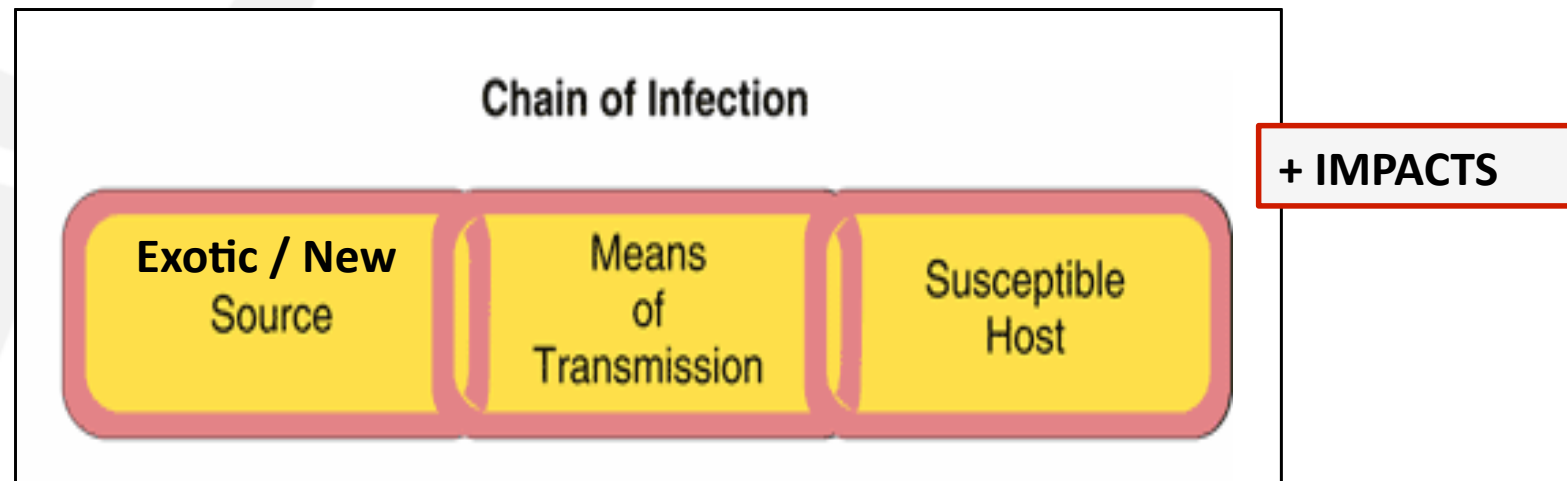 Chain of Infection
+ IMPACTS
Exotic / New
Source
Means
of
Transmission
Susceptible
Host